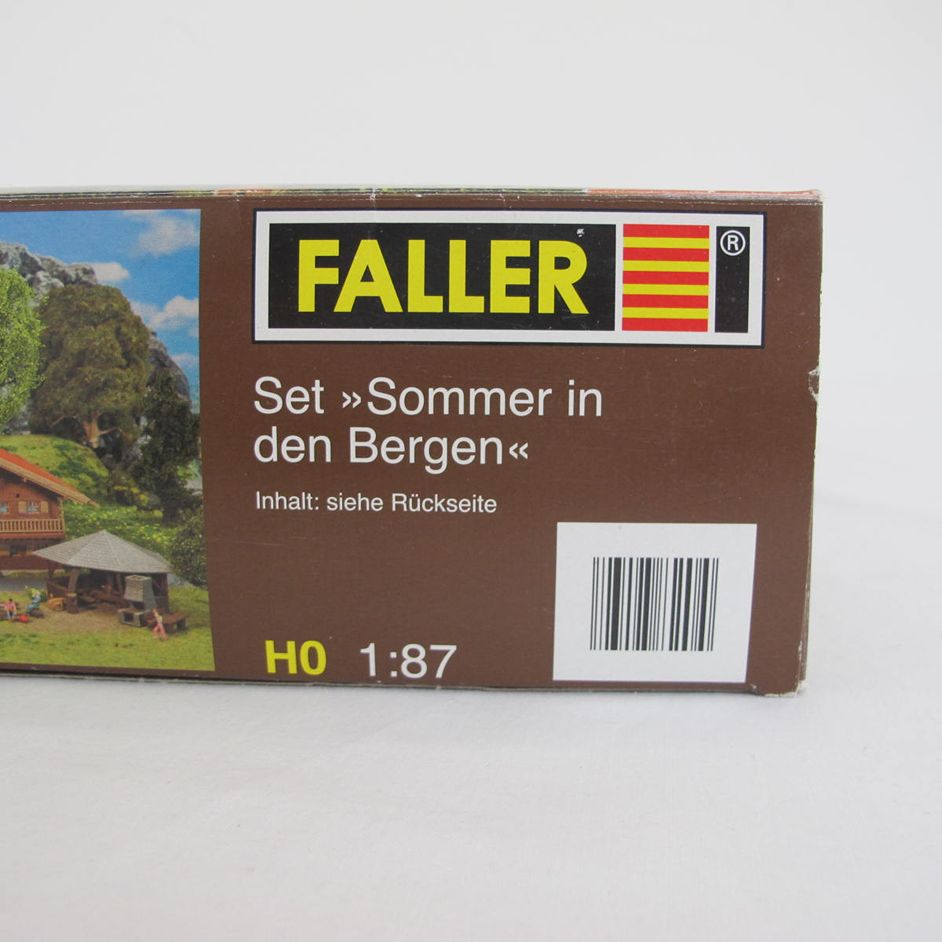 FALLER ®
Set »Sommer in
den Bergen«
Inhalt: siehe Rückseite
H0 1:87